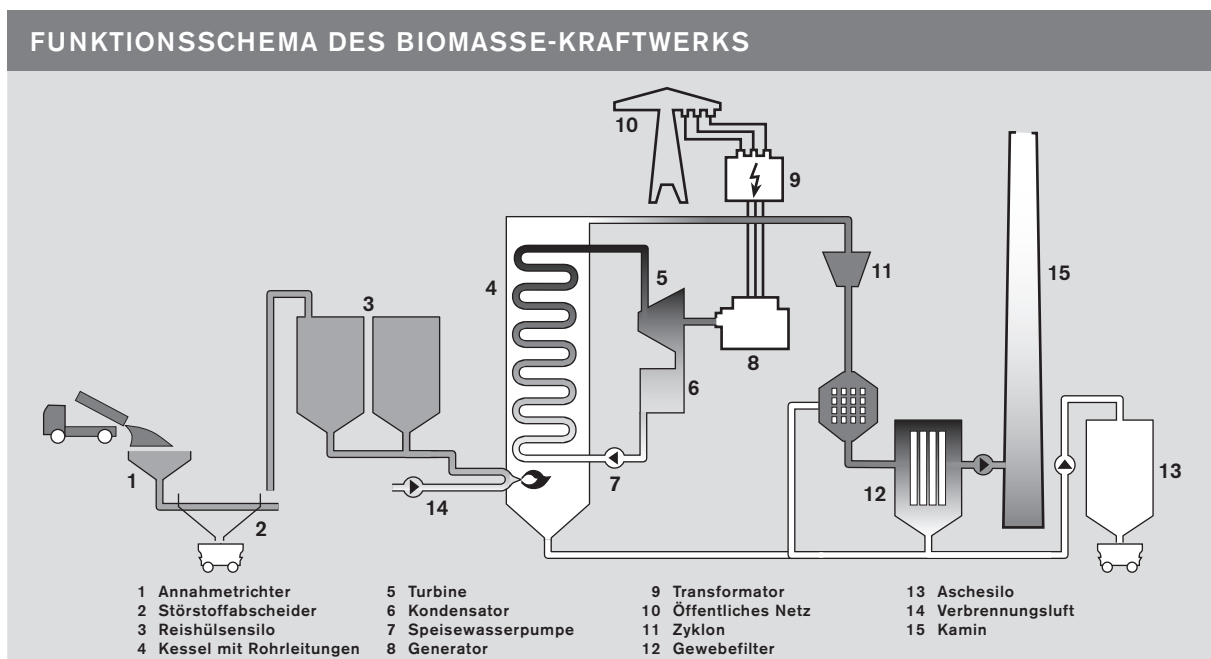 FUNKTIONSSCHEMA DES BIOMASSE-KRAFTWERKS
10
9
11
4
5
15
3
8
6
1
7
12
13
14
2
1 Annahmetrichter
2 Störstoffabscheider
3 Reishülsensilo
4 Kessel mit Rohrleitungen
5 Turbine
6 Kondensator
7 Speisewasserpumpe
8 Generator
9 Transformator
10 Öffentliches Netz
11 Zyklon
12 Gewebefilter
13 Aschesilo
14 Verbrennungsluft
15 Kamin